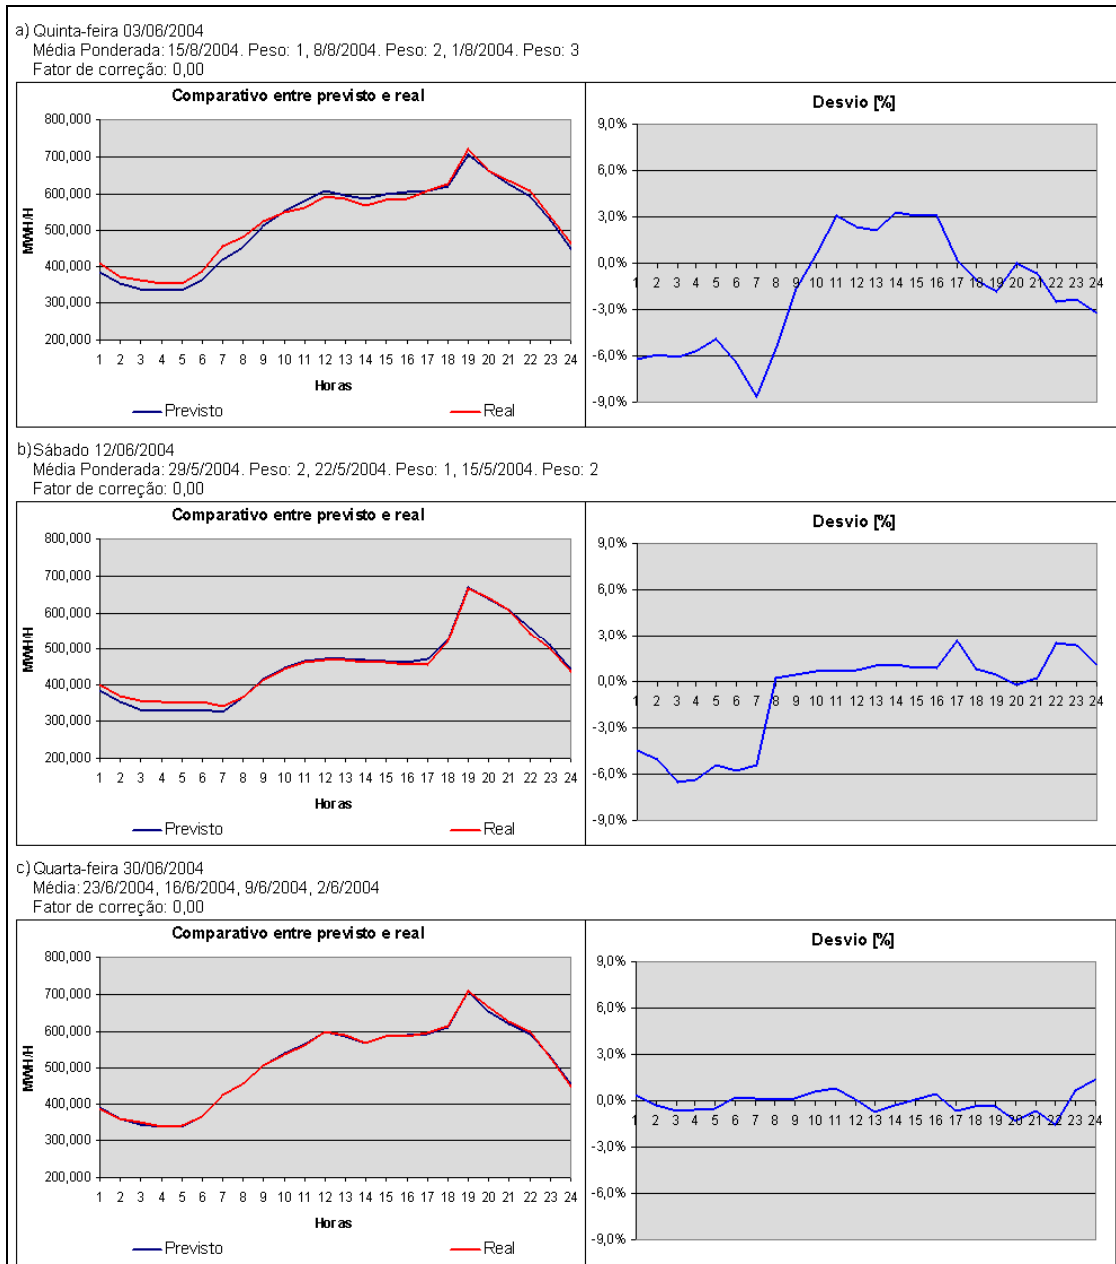 a) Quinta-feira 03/06/2004
Média Ponderada: 15/8/2004. Peso: 1, 8/8/2004. Peso: 2, 1/8/2004. Peso: 3
Fator de correção: 0,00
Comparativo entre previsto e real
800,000
700,000
600,000
500,000
400,000
300,000
200,000
MWH/H
1 2 3 4 5 6 7 8 9 10 11 12 13 14 15 16 17 18 19 20 21 22 23 24
Horas
Previsto Real
Desvio [%]
9,0%
6,0%
3,0%
0,0%
-3,0%
-6,0%
-9,0%
1 2 3 4 5 6 7 8 9 10 11 12 13 14 15 16 17 18 19 20 21 22 23 24
b) Sábado 12/06/2004
Média Ponderada: 29/5/2004. Peso: 2, 22/5/2004. Peso: 1, 15/5/2004. Peso: 2
Fator de correção: 0,00
Comparativo entre previsto e real
800,000
700,000
600,000
500,000
400,000
300,000
200,000
MWH/H
1 2 3 4 5 6 7 8 9 10 11 12 13 14 15 16 17 18 19 20 21 22 23 24
Horas
Previsto Real
Desvio [%]
9,0%
6,0%
3,0%
0,0%
-3,0%
-6,0%
-9,0%
1 2 3 4 5 6 7 8 9 10 11 12 13 14 15 16 17 18 19 20 21 22 23 24
c) Quarta-feira 30/06/2004
Média: 23/6/2004, 16/6/2004, 9/6/2004, 2/6/2004
Fator de correção: 0,00
Comparativo entre previsto e real
800,000
700,000
600,000
500,000
400,000
300,000
200,000
MWH/H
1 2 3 4 5 6 7 8 9 10 11 12 13 14 15 16 17 18 19 20 21 22 23 24
Horas
Previsto Real
Desvio [%]
9,0%
6,0%
3,0%
0,0%
-3,0%
-6,0%
-9,0%
1 2 3 4 5 6 7 8 9 10 11 12 13 14 15 16 17 18 19 20 21 22 23 24